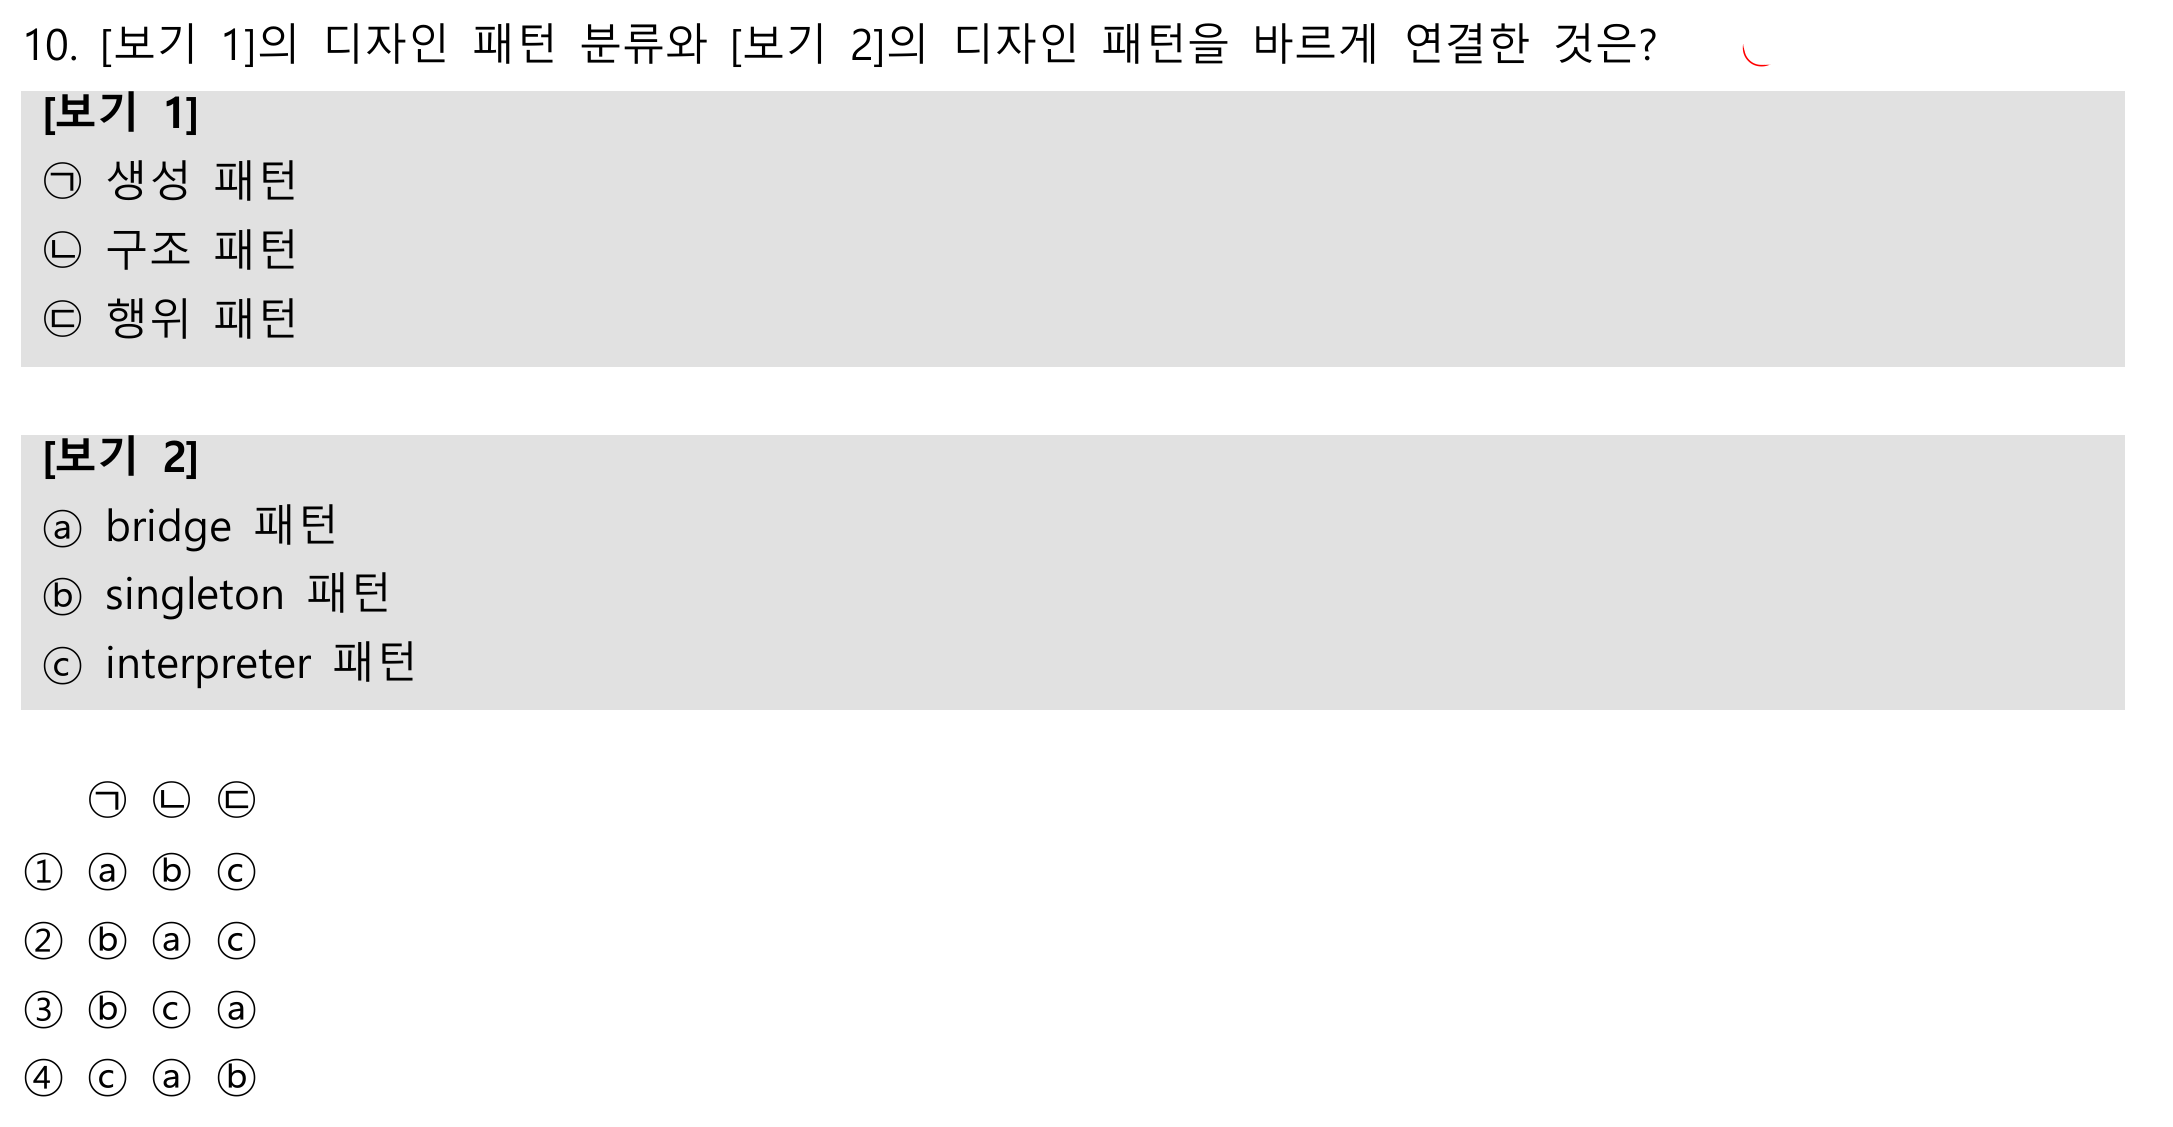 10. [보기 1]의 디자인 패턴 분류와 [보기 2]의 디자인 패턴을 바르게 연결한 것은?
[보기 1]
㉠ 생성 패턴
㉡ 구조 패턴
㉢ 행위 패턴
[보기 2]
ⓐ bridge 패턴
ⓑ singleton 패턴
ⓒ interpreter 패턴
㉠ ㉡ ㉢
① ⓐ ⓑ ⓒ
② ⓑ ⓐ ⓒ
③ ⓑ ⓒ ⓐ
④ ⓒ ⓐ ⓑ